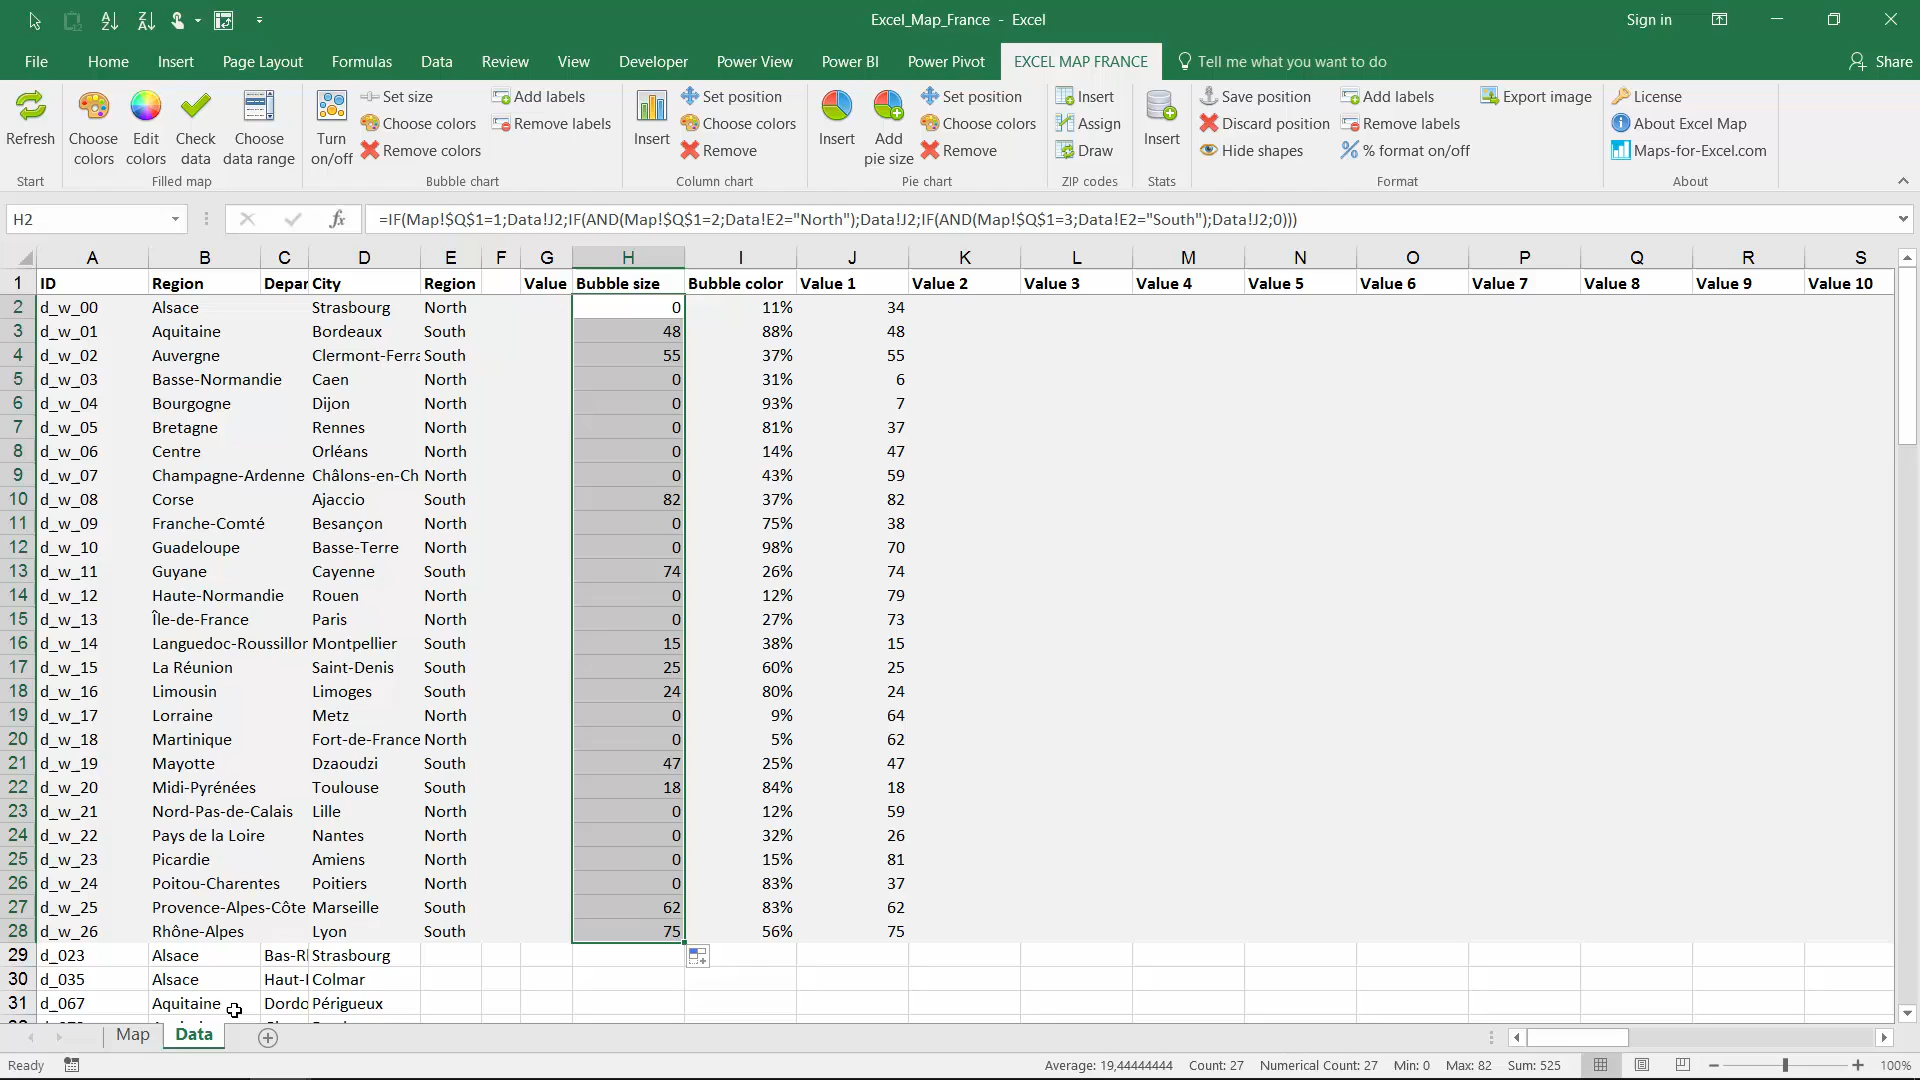 Excel_Map_France - Excel
Sign in
File Home Insert Page Layout Formulas Data Review View Developer Power View Power BI Power Pivot EXCEL MAP FRANCE Tell me what you want to do Share
Refresh
Start
Choose colors
Edit colors
Check data
Choose data range
Filled map
Turn on/off
Set size
Choose colors
Remove colors
Add labels
Remove labels
Bubble chart
Insert
Set position
Choose colors
Remove
Column chart
Insert
Add pie size
Set position
Choose colors
Remove
Pie chart
Insert
Assign
Draw
ZIP codes
Insert
Stats
Save position
Discard position
Hide shapes
Add labels
Remove labels
% format on/off
Export image
Format
License
About Excel Map
Maps-for-Excel.com
About
H2 fx =IF(Map!$Q$1=1;Data!J2;IF(AND(Map!$Q$1=2;Data!E2="North");Data!J2;IF(AND(Map!$Q$1=3;Data!E2="South");Data!J2;0)))
A B C D E F G H I J K L M N O P Q R S
1 ID Region Depar City Region Value Bubble size Bubble color Value 1 Value 2 Value 3 Value 4 Value 5 Value 6 Value 7 Value 8 Value 9 Value 10
2 d_w_00 Alsace Strasbourg North 0 11% 34
3 d_w_01 Aquitaine Bordeaux South 48 88% 48
4 d_w_02 Auvergne Clermont-Ferra South 55 37% 55
5 d_w_03 Basse-Normandie Caen North 0 31% 6
6 d_w_04 Bourgogne Dijon North 0 93% 7
7 d_w_05 Bretagne Rennes North 0 81% 37
8 d_w_06 Centre Orléans North 0 14% 47
9 d_w_07 Champagne-Ardenne Châlons-en-Ch North 0 43% 59
10 d_w_08 Corse Ajaccio South 82 37% 82
11 d_w_09 Franche-Comté Besançon North 0 75% 38
12 d_w_10 Guadeloupe Basse-Terre North 0 98% 70
13 d_w_11 Guyane Cayenne South 74 26% 74
14 d_w_12 Haute-Normandie Rouen North 0 12% 79
15 d_w_13 Île-de-France Paris North 0 27% 73
16 d_w_14 Languedoc-Roussillor Montpellier South 15 38% 15
17 d_w_15 La Réunion Saint-Denis South 25 60% 25
18 d_w_16 Limousin Limoges South 24 80% 24
19 d_w_17 Lorraine Metz North 0 9% 64
20 d_w_18 Martinique Fort-de-France North 0 5% 62
21 d_w_19 Mayotte Dzaoudzi South 47 25% 47
22 d_w_20 Midi-Pyrénées Toulouse South 18 84% 18
23 d_w_21 Nord-Pas-de-Calais Lille North 0 12% 59
24 d_w_22 Pays de la Loire Nantes North 0 32% 26
25 d_w_23 Picardie Amiens North 0 15% 81
26 d_w_24 Poitou-Charentes Poitiers North 0 83% 37
27 d_w_25 Provence-Alpes-Côte Marseille South 62 83% 62
28 d_w_26 Rhône-Alpes Lyon South 75 56% 75
29 d_023 Alsace Bas-Rl Strasbourg
30 d_035 Alsace Haut-l Colmar
31 d_067 Aquitaine Dordo Périgueux
Map Data
Ready Average: 19,44444444 Count: 27 Numerical Count: 27 Min: 0 Max: 82 Sum: 525 100%